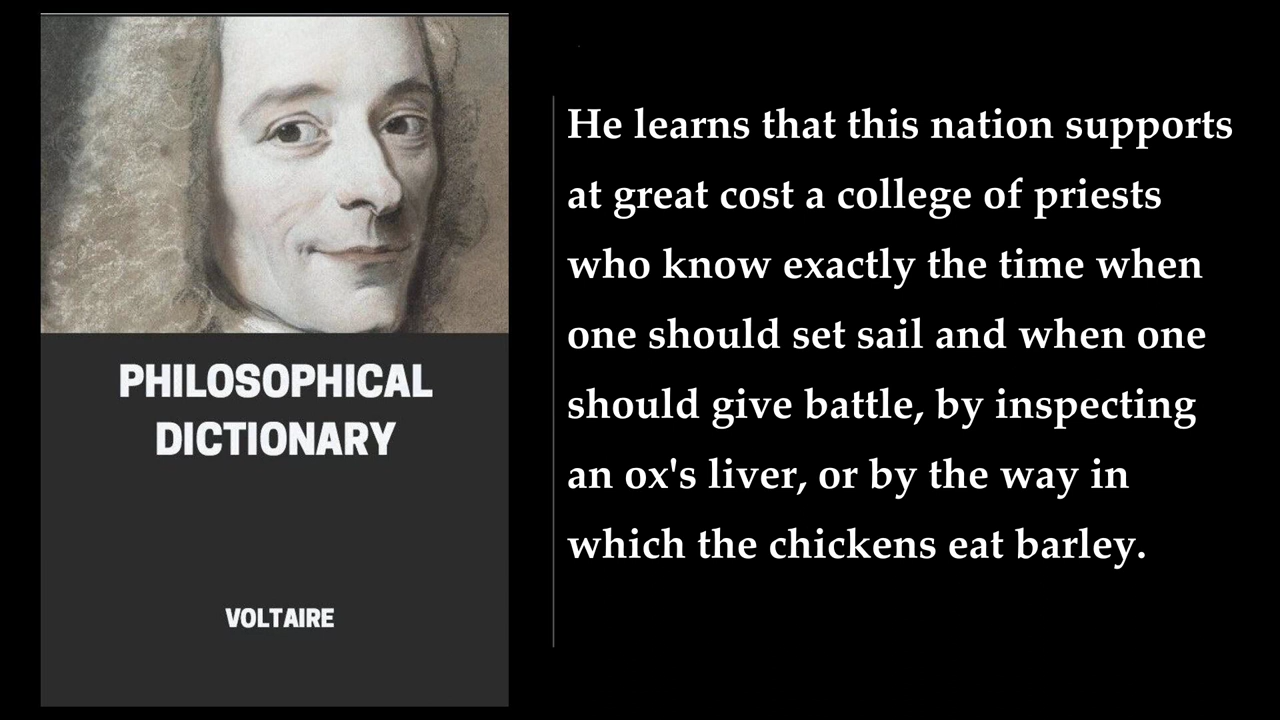 PHILOSOPHICAL
DICTIONARY
VOLTAIRE
He learns that this nation supports
at great cost a college of priests
who know exactly the time when
one should set sail and when one
should give battle, by inspecting
an ox's liver, or by the way in
which the chickens eat barley.